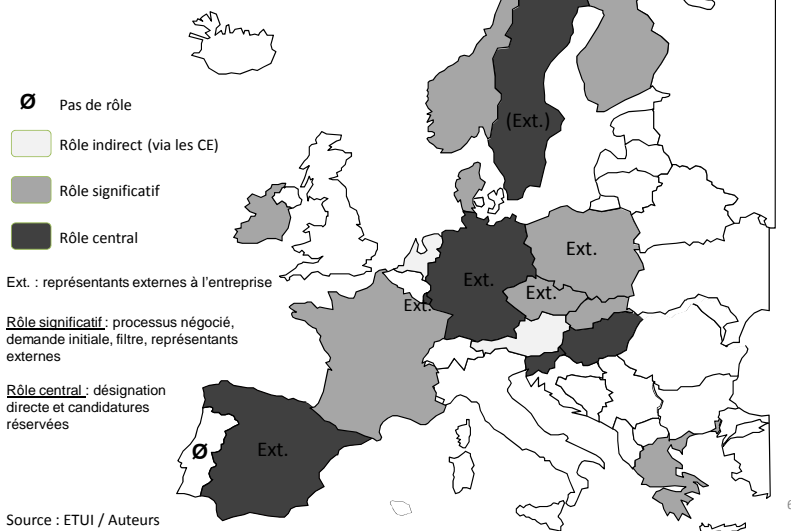 Ø Pas de rôle
Rôle indirect (via les CE)
Rôle significatif
Rôle central
Ext. : représentants externes à l’entreprise
Rôle significatif : processus négocié,
demande initiale, filtre, représentants
externes
Rôle central : désignation
directe et candidatures
réservées
(Ext.)
Ext.
Ext.
Ext.
Ext.
Ext.
Ø
Source : ETUI / Auteurs
6